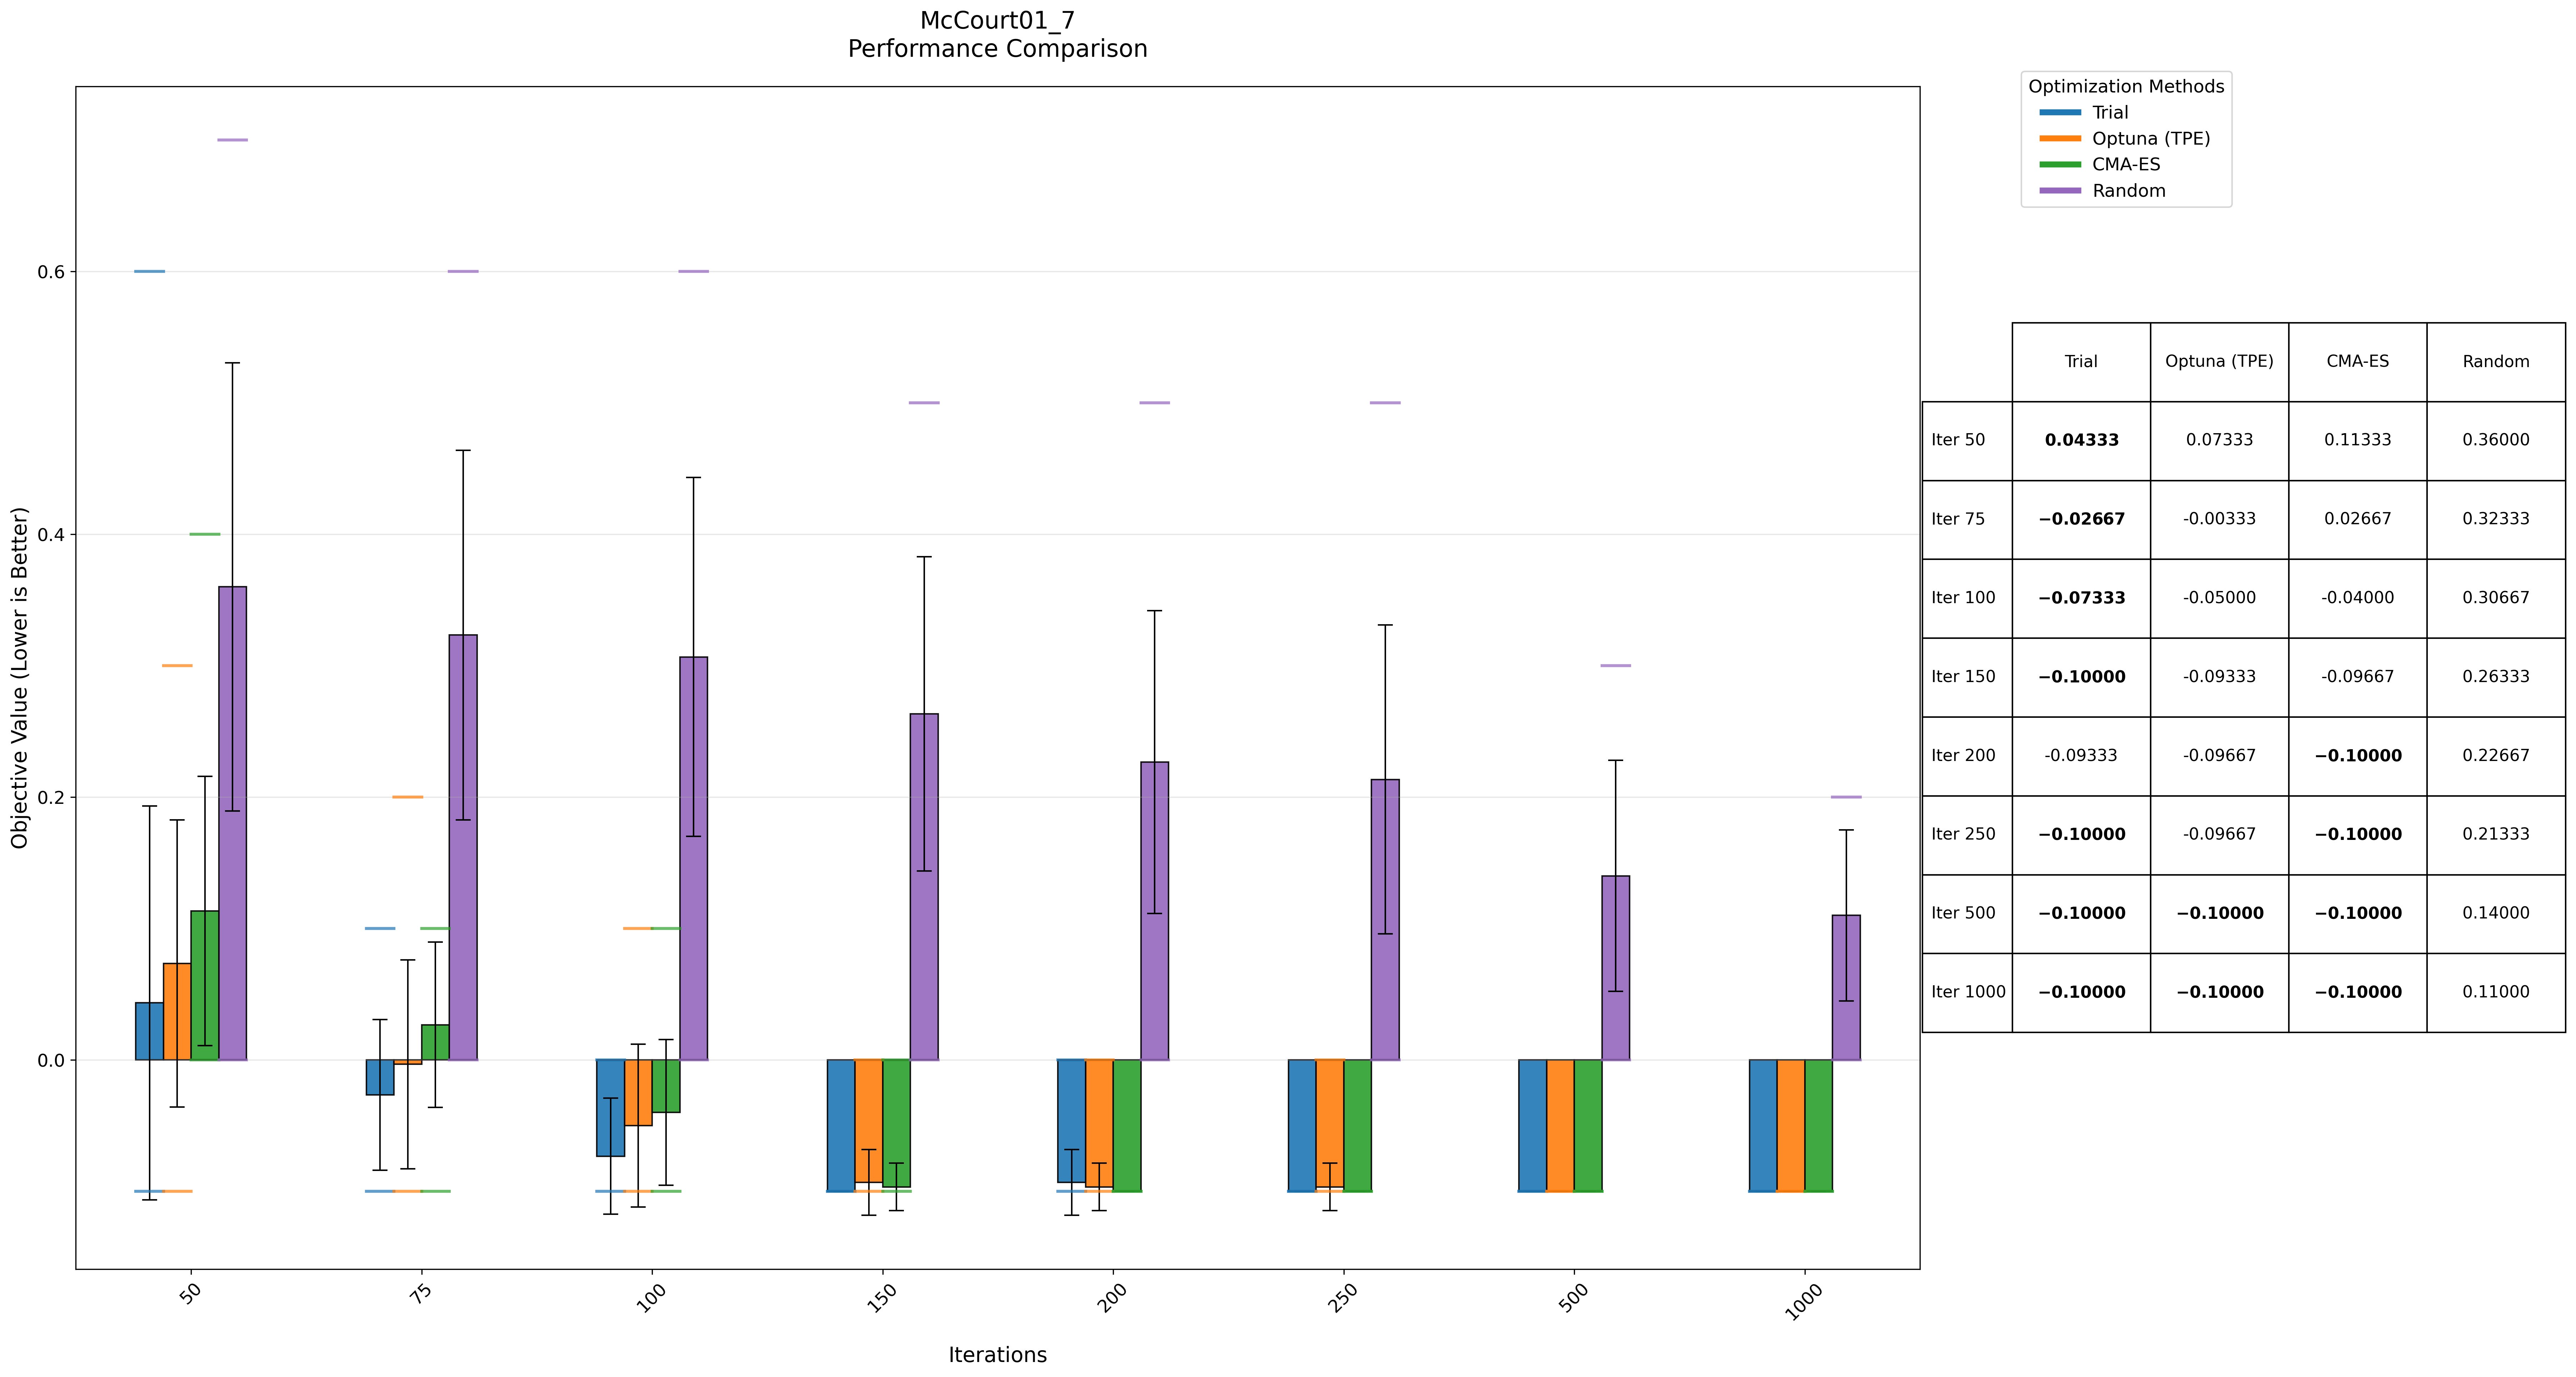 McCourt01_7
Performance Comparison
Objective Value (Lower is Better)
0.6
0.4
0.2
0.0
50
75
100
150
200
250
500
1000
Iterations
Optimization Methods
Trial
Optuna (TPE)
CMA-ES
Random
Trial Optuna (TPE) CMA-ES Random
Iter 50 0.04333 0.07333 0.11333 0.36000
Iter 75 −0.02667 -0.00333 0.02667 0.32333
Iter 100 −0.07333 -0.05000 -0.04000 0.30667
Iter 150 −0.10000 -0.09333 -0.09667 0.26333
Iter 200 -0.09333 -0.09667 −0.10000 0.22667
Iter 250 −0.10000 -0.09667 −0.10000 0.21333
Iter 500 −0.10000 −0.10000 −0.10000 0.14000
Iter 1000 −0.10000 −0.10000 −0.10000 0.11000